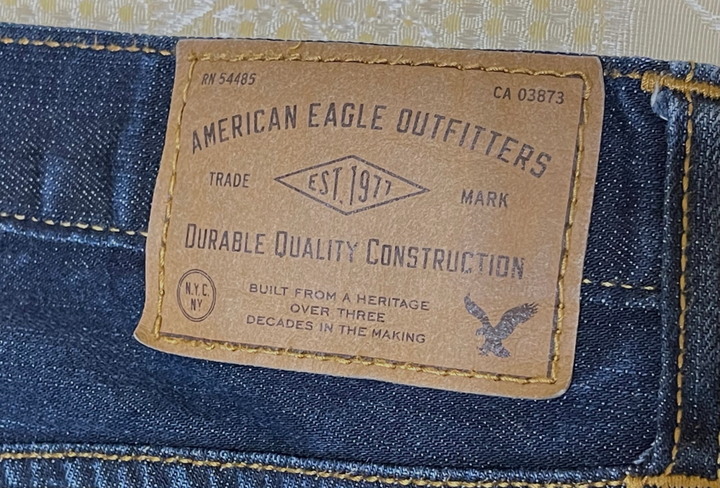 RN 54485
CA 03873
AMERICAN EAGLE OUTFITTERS
TRADE EST. 1977 MARK
DURABLE QUALITY CONSTRUCTION
N.Y.C.
NY
BUILT FROM A HERITAGE
OVER THREE
DECADES IN THE MAKING